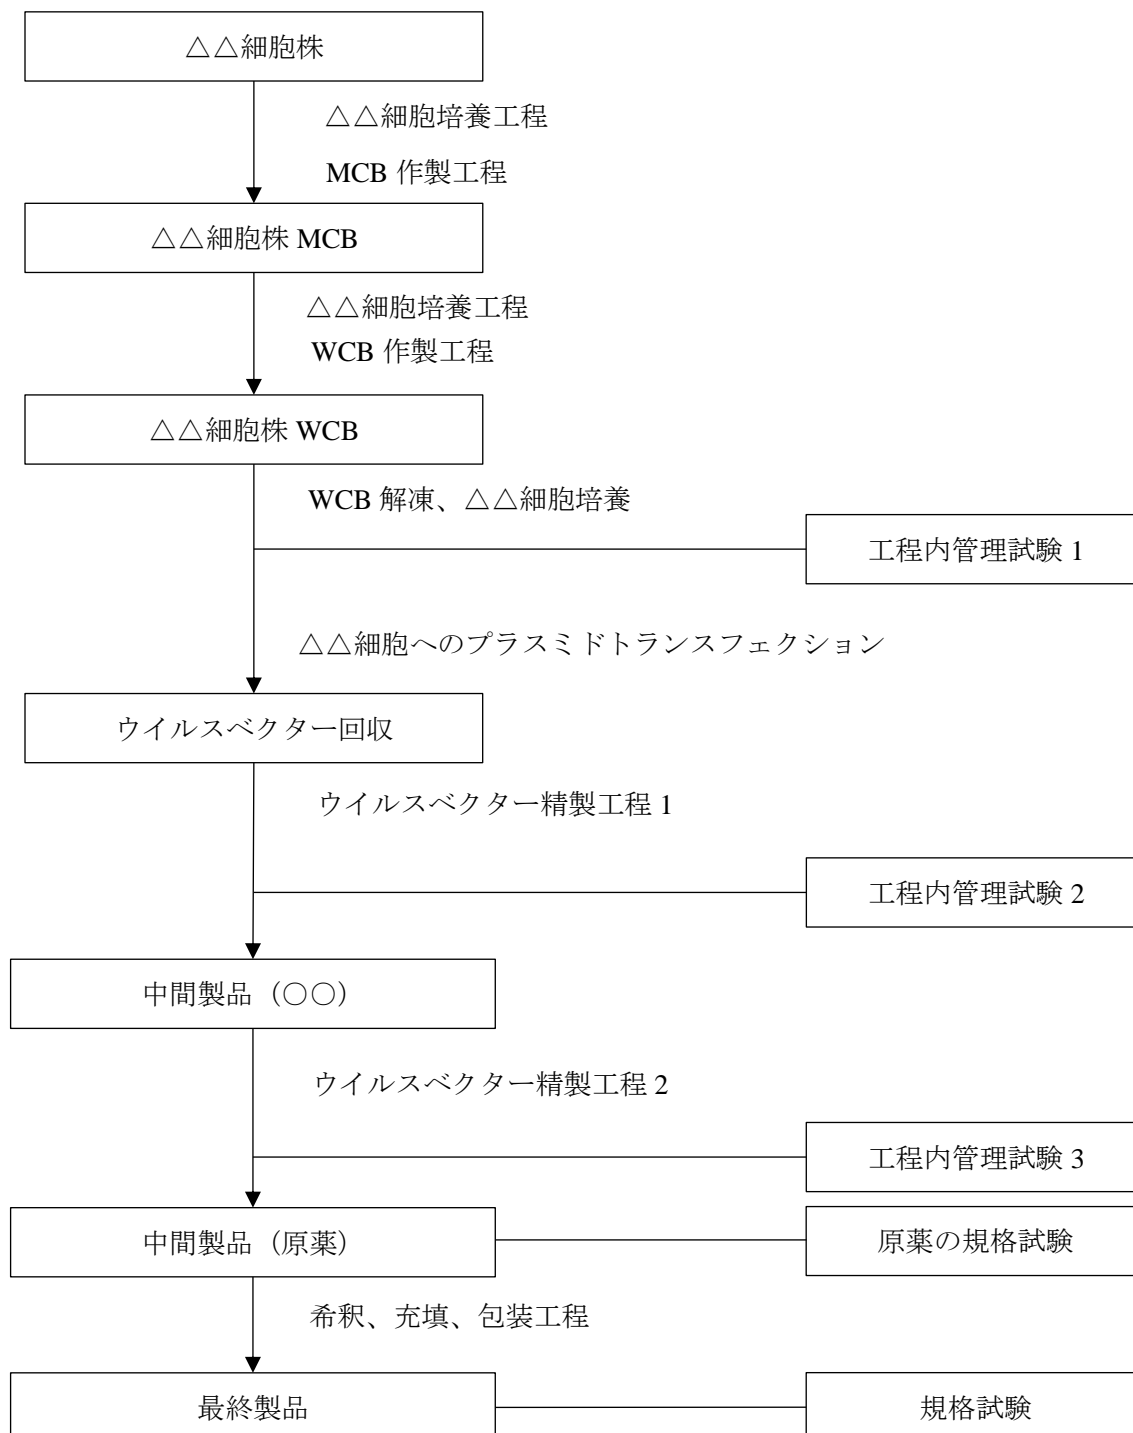 △△細胞株
△△細胞培養工程
MCB 作製工程
△△細胞株 MCB
△△細胞培養工程
WCB 作製工程
△△細胞株 WCB
WCB 解凍、△△細胞培養
工程内管理試験 1
△△細胞へのプラスミドトランスフェクション
ウイルスベクター回収
ウイルスベクター精製工程 1
工程内管理試験 2
中間製品（○○）
ウイルスベクター精製工程 2
工程内管理試験 3
中間製品（原薬）
原薬の規格試験
希釈、充填、包装工程
最終製品
規格試験